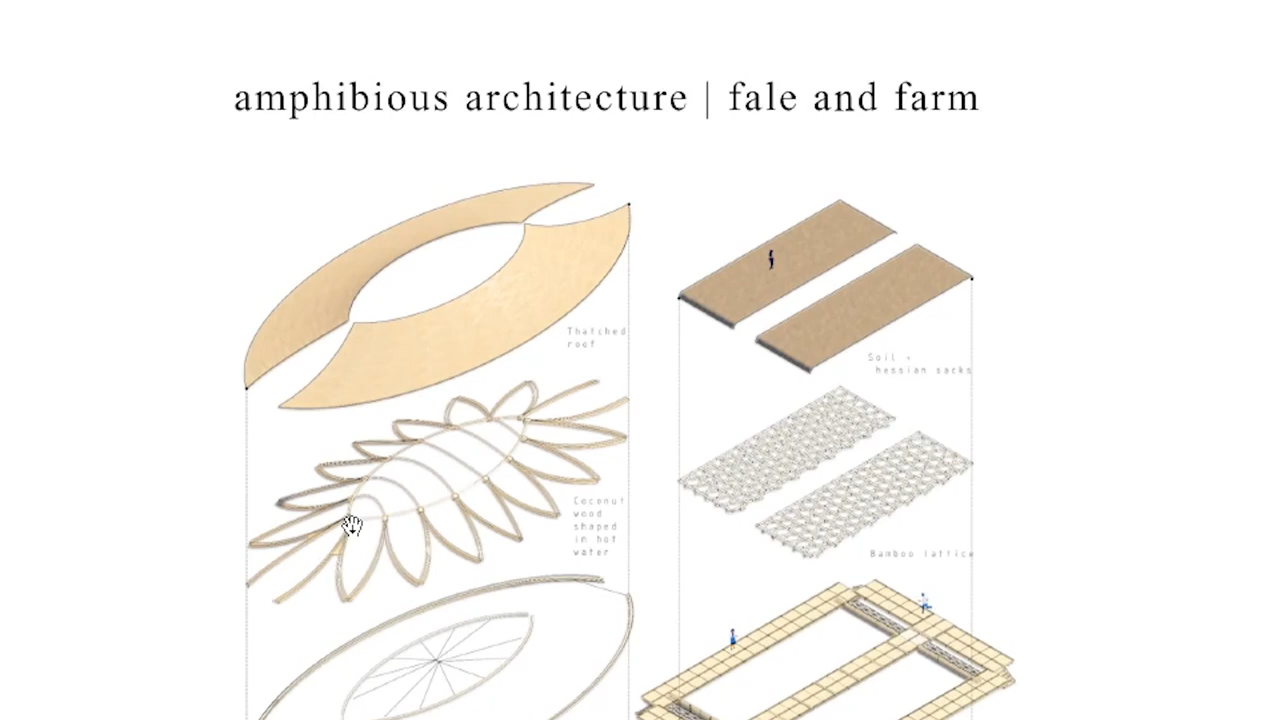 amphibious architecture | fale and farm
Thatched
roof
Soil +
hessian sacks
Coconut
wood
shaped
in hot
water
Bamboo lattice